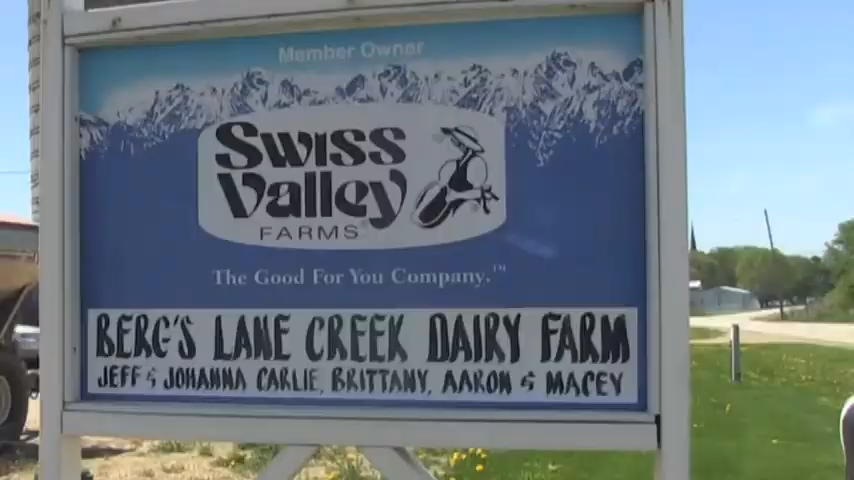 Member Owner
Swiss
Valley
FARMS®
The Good For You Company.™
BERG'S LANE CREEK DAIRY FARM
JEFF & JOHANNA CARLIE, BRITTANY, AARON & MACEY